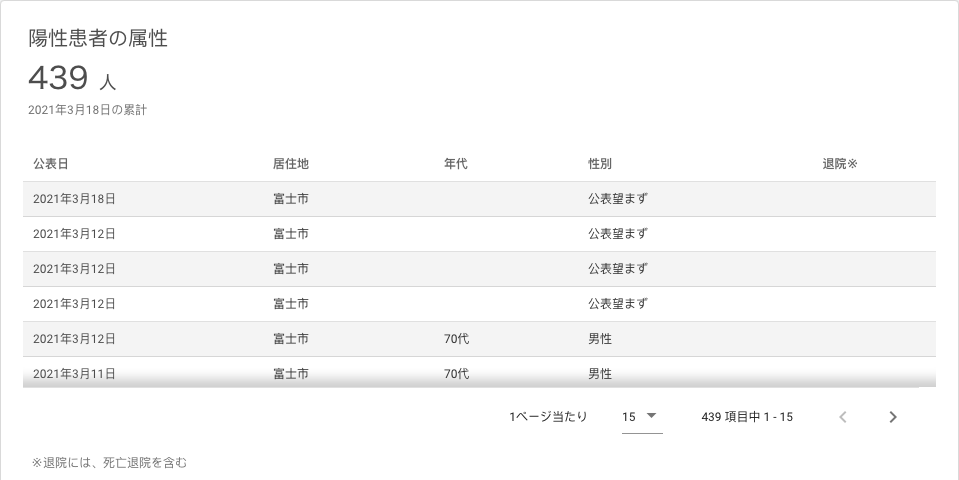 陽性患者の属性
439 人
2021年3月18日の累計
公表日 居住地 年代 性別 退院※
2021年3月18日 富士市 公表望まず
2021年3月12日 富士市 公表望まず
2021年3月12日 富士市 公表望まず
2021年3月12日 富士市 公表望まず
2021年3月12日 富士市 70代 男性
2021年3月11日 富士市 70代 男性
1ページ当たり 15 439 項目中 1 - 15
※退院には、死亡退院を含む